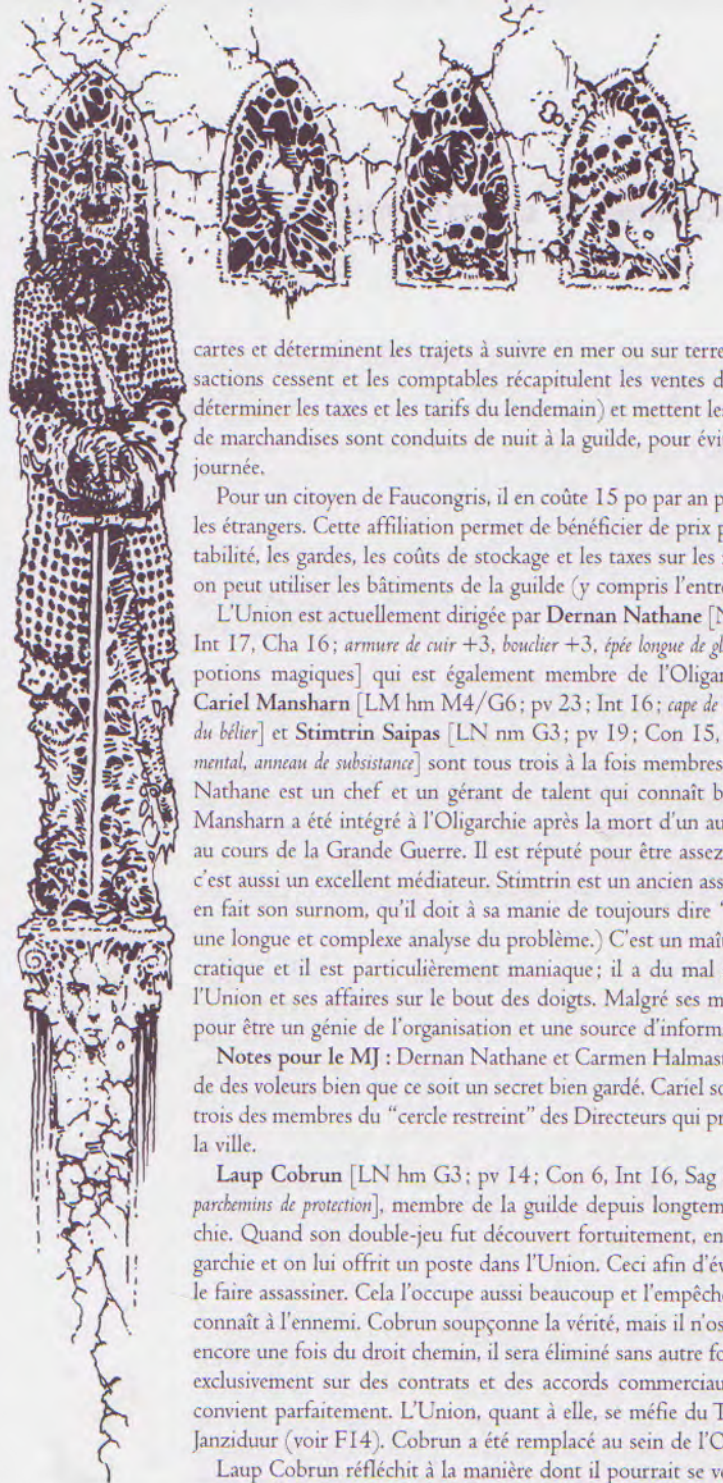 cartes et déterminent les trajets à suivre en mer ou sur terre
sactions cessent et les comptables récapitulent les ventes d
déterminer les taxes et les tarifs du lendemain) et mettent le
de marchandises sont conduits de nuit à la guilde, pour évi
journée.
Pour un citoyen de Faucongris, il en coûte 15 po par an p
les étrangers. Cette affiliation permet de bénéficier de prix p
tabilité, les gardes, les coûts de stockage et les taxes sur les
on peut utiliser les bâtiments de la guilde (y compris l'entre
L'Union est actuellement dirigée par Dernan Nathane [N
Int 17, Cha 16; armure de cuir +3, bouclier +3, épée longue de gl
potions magiques] qui est également membre de l'Oligar
Cariel Mansharn [LM hm M4/G6; pv 23; Int 16; cape de
du bélier] et Stimtrin Saipas [LN nm G3; pv 19; Con 15,
mental, anneau de subsistance] sont tous trois à la fois membres
Nathane est un chef et un gérant de talent qui connaît b
Mansharn a été intégré à l'Oligarchie après la mort d'un au
au cours de la Grande Guerre. Il est réputé pour être assez
c'est aussi un excellent médiateur. Stimtrin est un ancien ass
en fait son surnom, qu'il doit à sa manie de toujours dire "
une longue et complexe analyse du problème.) C'est un maît
cratique et il est particulièrement maniaque; il a du mal
l'Union et ses affaires sur le bout des doigts. Malgré ses m
pour être un génie de l'organisation et une source d'inform
Notes pour le MJ : Dernan Nathane et Carmen Halmast
de des voleurs bien que ce soit un secret bien gardé. Cariel so
trois des membres du "cercle restreint" des Directeurs qui pr
la ville.
Laup Cobrun [LN hm G3; pv 14; Con 6, Int 16, Sag
parchemins de protection], membre de la guilde depuis longtem
chie. Quand son double-jeu fut découvert fortuitement, en
garchie et on lui offrit un poste dans l'Union. Ceci afin d'év
le faire assassiner. Cela l'occupe aussi beaucoup et l'empêche
connaît à l'ennemi. Cobrun soupçonne la vérité, mais il n'os
encore une fois du droit chemin, il sera éliminé sans autre fo
exclusivement sur des contrats et des accords commerciau
convient parfaitement. L'Union, quant à elle, se méfie du T
Janziduur (voir F14). Cobrun a été remplacé au sein de l'O
Laup Cobrun réfléchit à la manière dont il pourrait se v